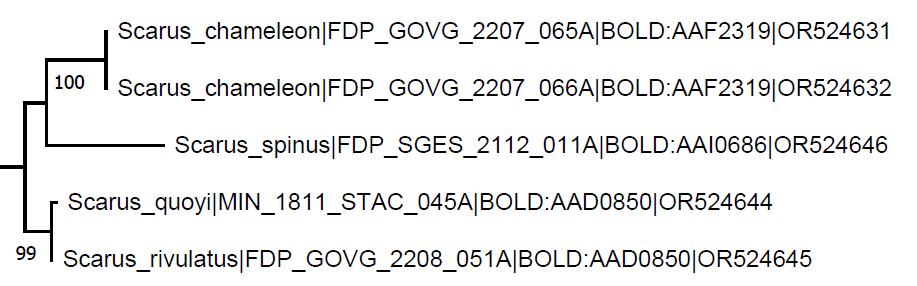 Scarus_chameleon|FDP_GOVG_2207_065A|BOLD:AAF2319|OR524631
100
Scarus_chameleon|FDP_GOVG_2207_066A|BOLD:AAF2319|OR524632
Scarus_spinus|FDP_SGES_2112_011A|BOLD:AAI0686|OR524646
Scarus_quoyi|MIN_1811_STAC_045A|BOLD:AAD0850|OR524644
99
Scarus_rivulatus|FDP_GOVG_2208_051A|BOLD:AAD0850|OR524645